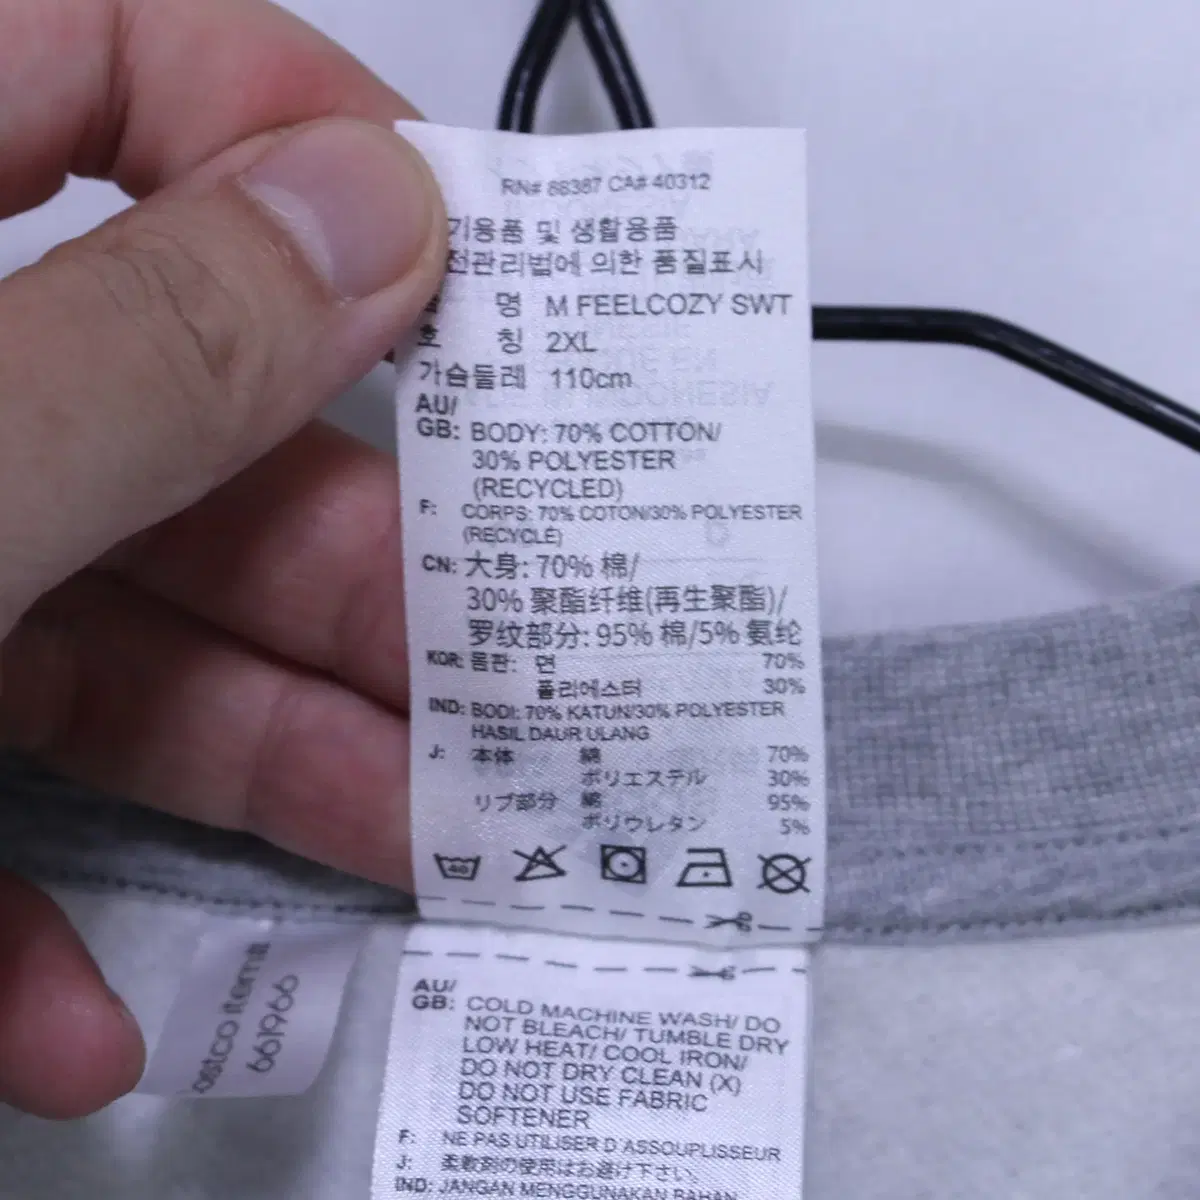 RN# 88387 CA# 40312
기용품 및 생활용품
전관리법에 의한 품질표시
명 M FEELCOZY SWT
호 칭 2XL
가슴둘레 110cm
AU/
GB: BODY: 70% COTTON/
30% POLYESTER
(RECYCLED)
F: CORPS: 70% COTON/30% POLYESTER
(RECYCLÉ)
CN: 大身: 70% 棉/
30% 聚酯纤维(再生聚酯)/
罗纹部分: 95% 棉/5% 氨纶
KOR: 몸판: 면 70%
폴리에스터 30%
IND: BODI: 70% KATUN/30% POLYESTER
HASIL DAUR ULANG
J: 本体 綿 70%
ポリエステル 30%
リブ部分 綿 95%
ポリウレタン 5%
40
AU/
GB: COLD MACHINE WASH/ DO
NOT BLEACH/ TUMBLE DRY
LOW HEAT/ COOL IRON/
DO NOT DRY CLEAN (X)
DO NOT USE FABRIC
SOFTENER
F: NE PAS UTILISER D'ASSOUPLISSEUR
J: 柔軟剤の使用はお避け下さい。
IND: JANGAN MENGGUNAKAN BAHAN
ostco item#
661966